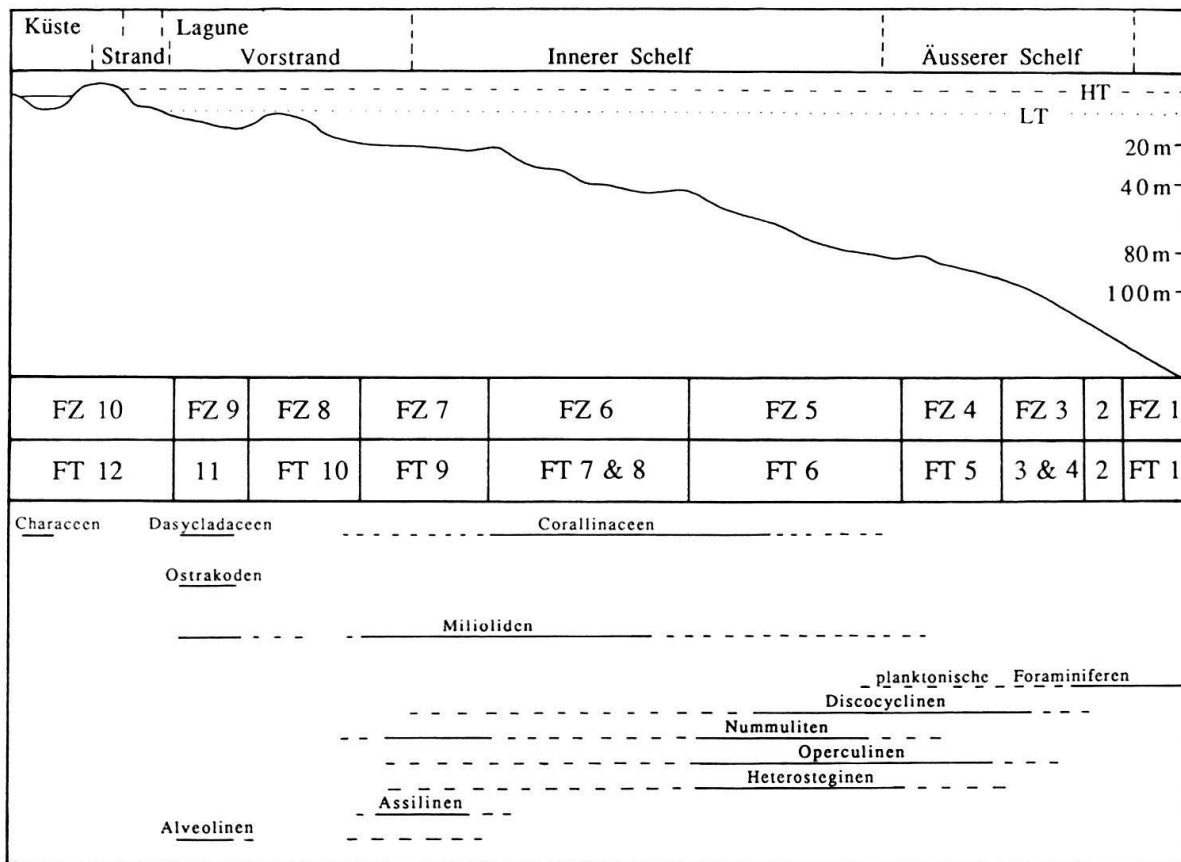 Küste Lagune
Strand Vorstrand Innerer Schelf Äusserer Schelf
HT
LT
20 m
40 m
80 m
100 m
FZ 10 FZ 9 FZ 8 FZ 7 FZ 6 FZ 5 FZ 4 FZ 3 2 FZ 1
FT 12 11 FT 10 FT 9 FT 7 & 8 FT 6 FT 5 3 & 4 2 FT 1
Characeen Dasycladaceen Corallinaceen
Ostrakoden
Milioliden
planktonische Foraminiferen
Discocyclinen
Nummuliten
Operculinen
Heterosteginen
Assilinen
Alveolinen